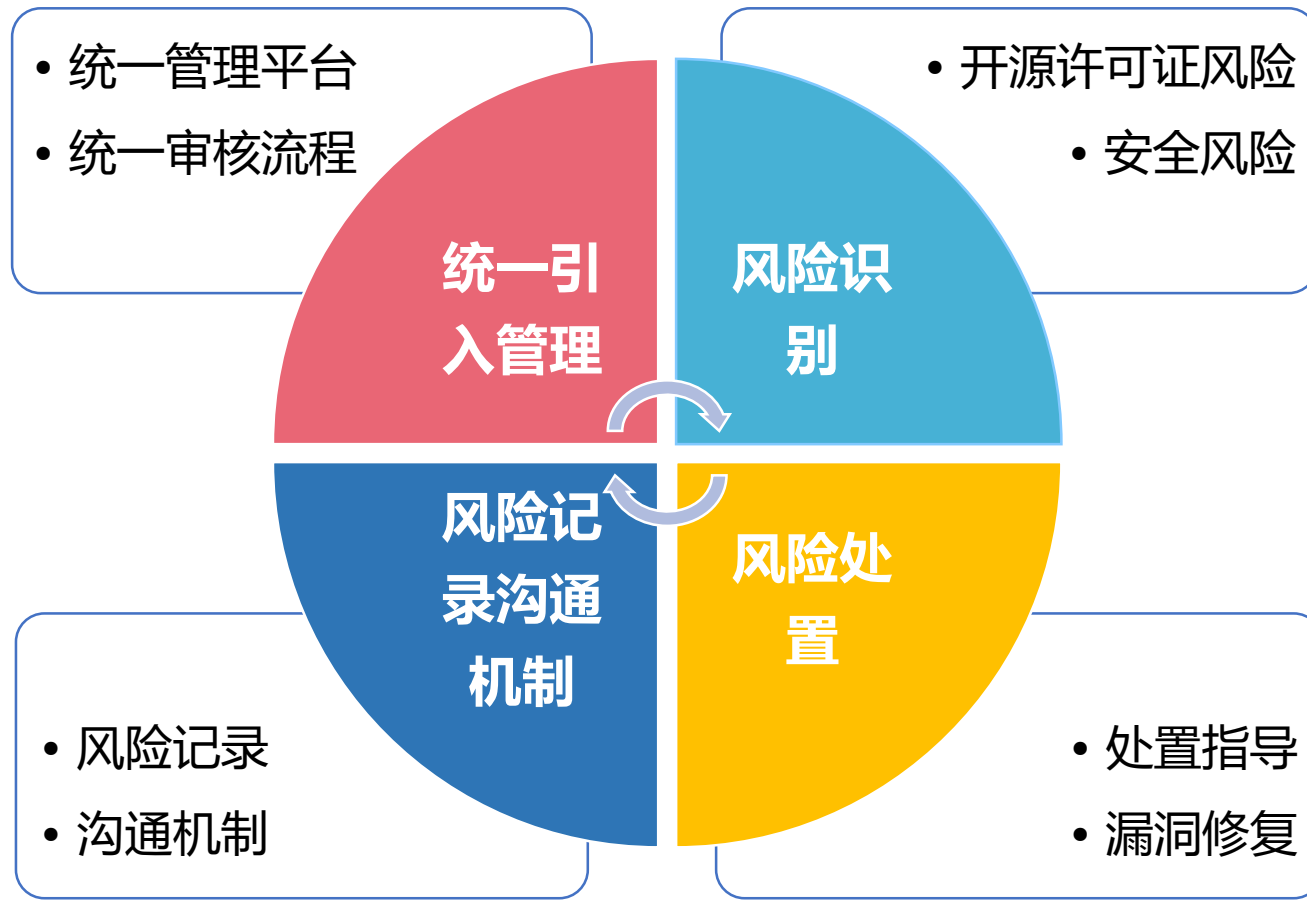 • 统一管理平台
• 统一审核流程
• 开源许可证风险
• 安全风险
统一引
入管理
风险识
别
风险记
录沟通
机制
风险处
置
• 风险记录
• 沟通机制
• 处置指导
• 漏洞修复